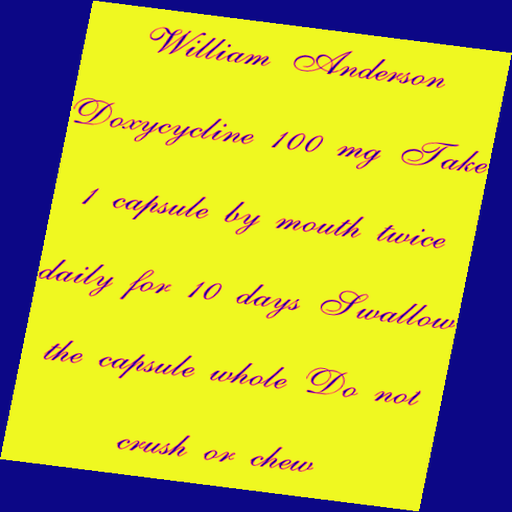 William Anderson
Doxycycline 100 mg Take
1 capsule by mouth twice
daily for 10 days Swallow
the capsule whole Do not
crush or chew